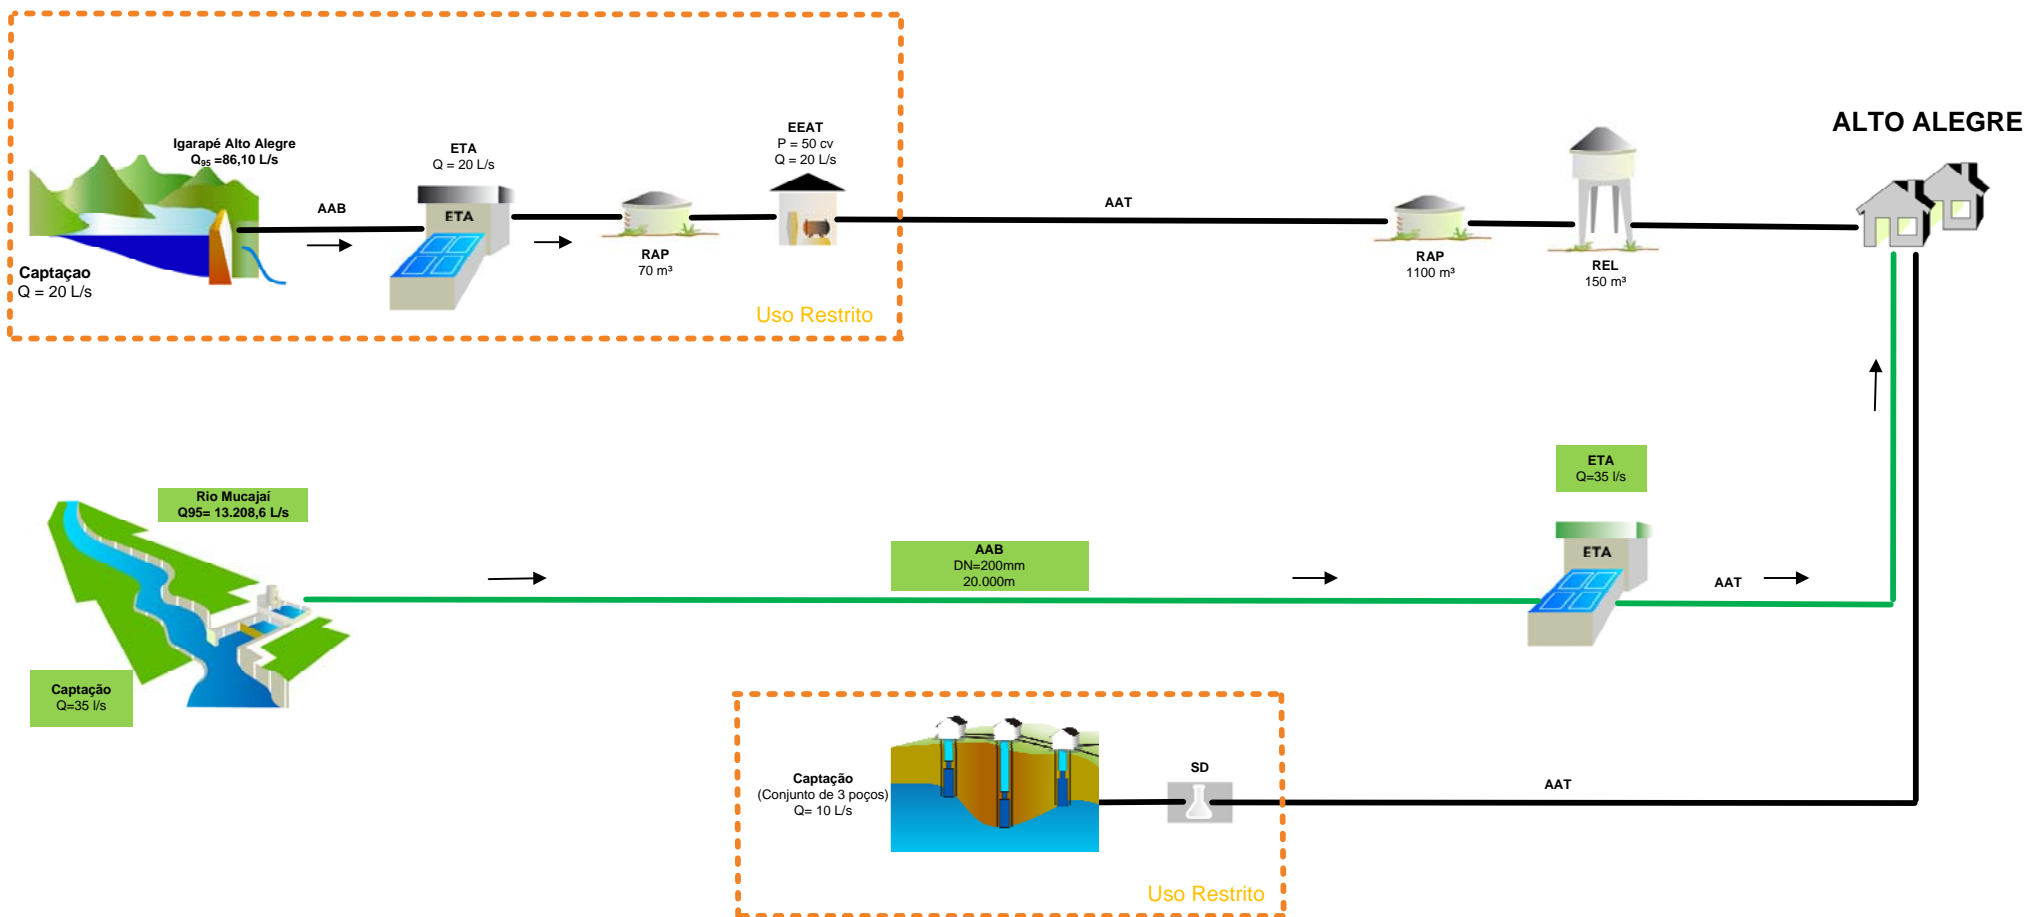 ALTO ALEGRE
Igarapé Alto Alegre
Q95 =86,10 L/s
ETA
Q = 20 L/s
EEAT
P = 50 cv
Q = 20 L/s
AAB
ETA
AAT
RAP
70 m³
RAP
1100 m³
REL
150 m³
Captaçao
Q = 20 L/s
Uso Restrito
ETA
Q=35 l/s
Rio Mucajaí
Q95= 13.208,6 L/s
AAB
DN=200mm
20.000m
ETA
AAT
Captação
Q=35 l/s
Captação
(Conjunto de 3 poços)
Q= 10 L/s
SD
AAT
Uso Restrito